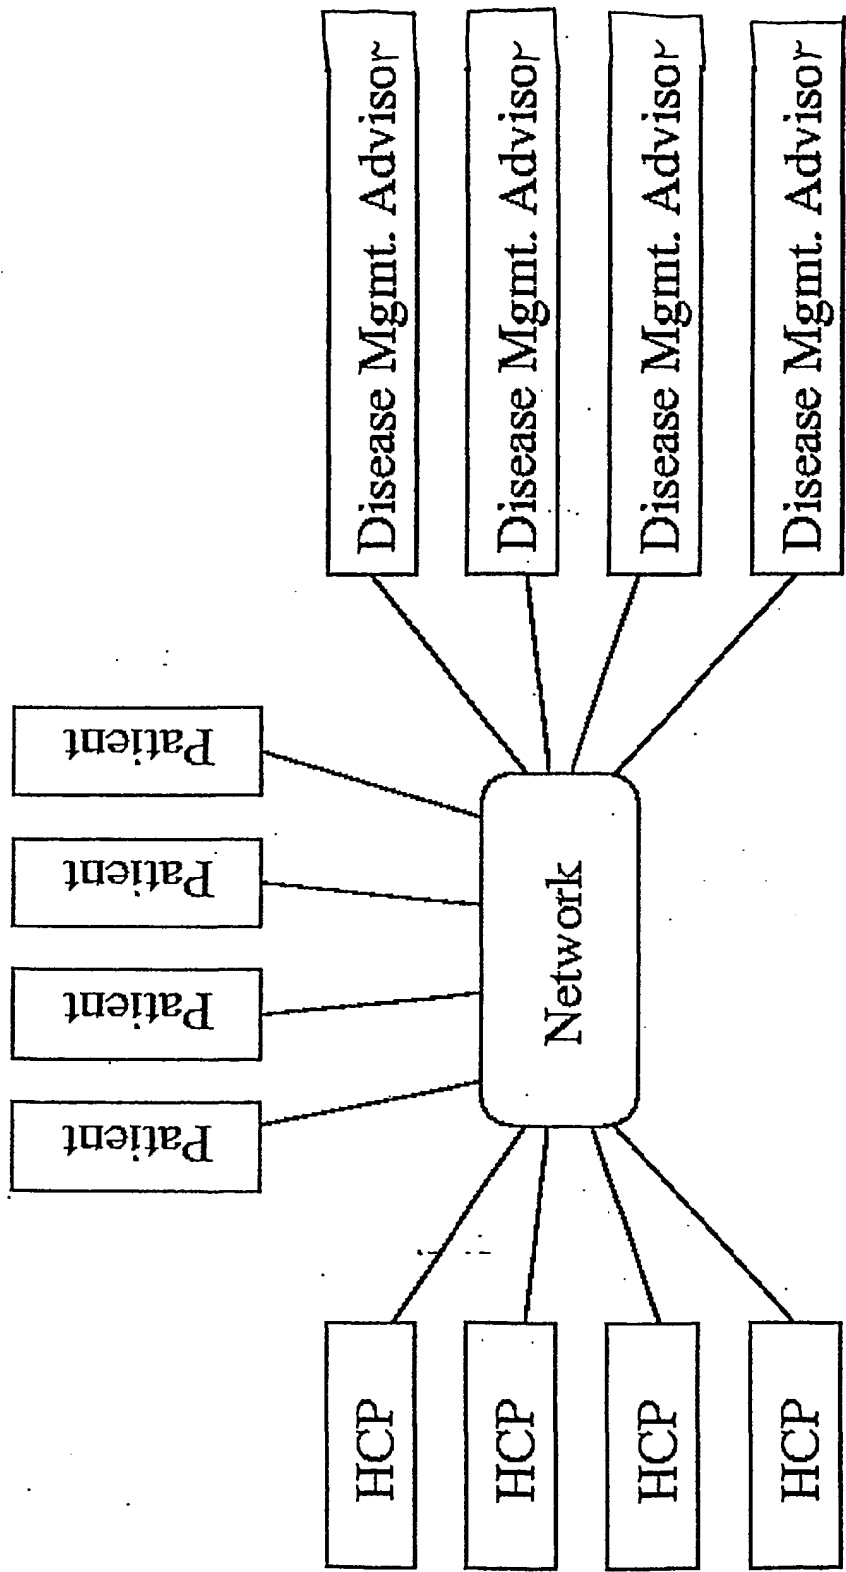 Patient
Patient
Patient
Patient
HCP
HCP
HCP
HCP
Network
Disease Mgmt. Advisor
Disease Mgmt. Advisor
Disease Mgmt. Advisor
Disease Mgmt. Advisor